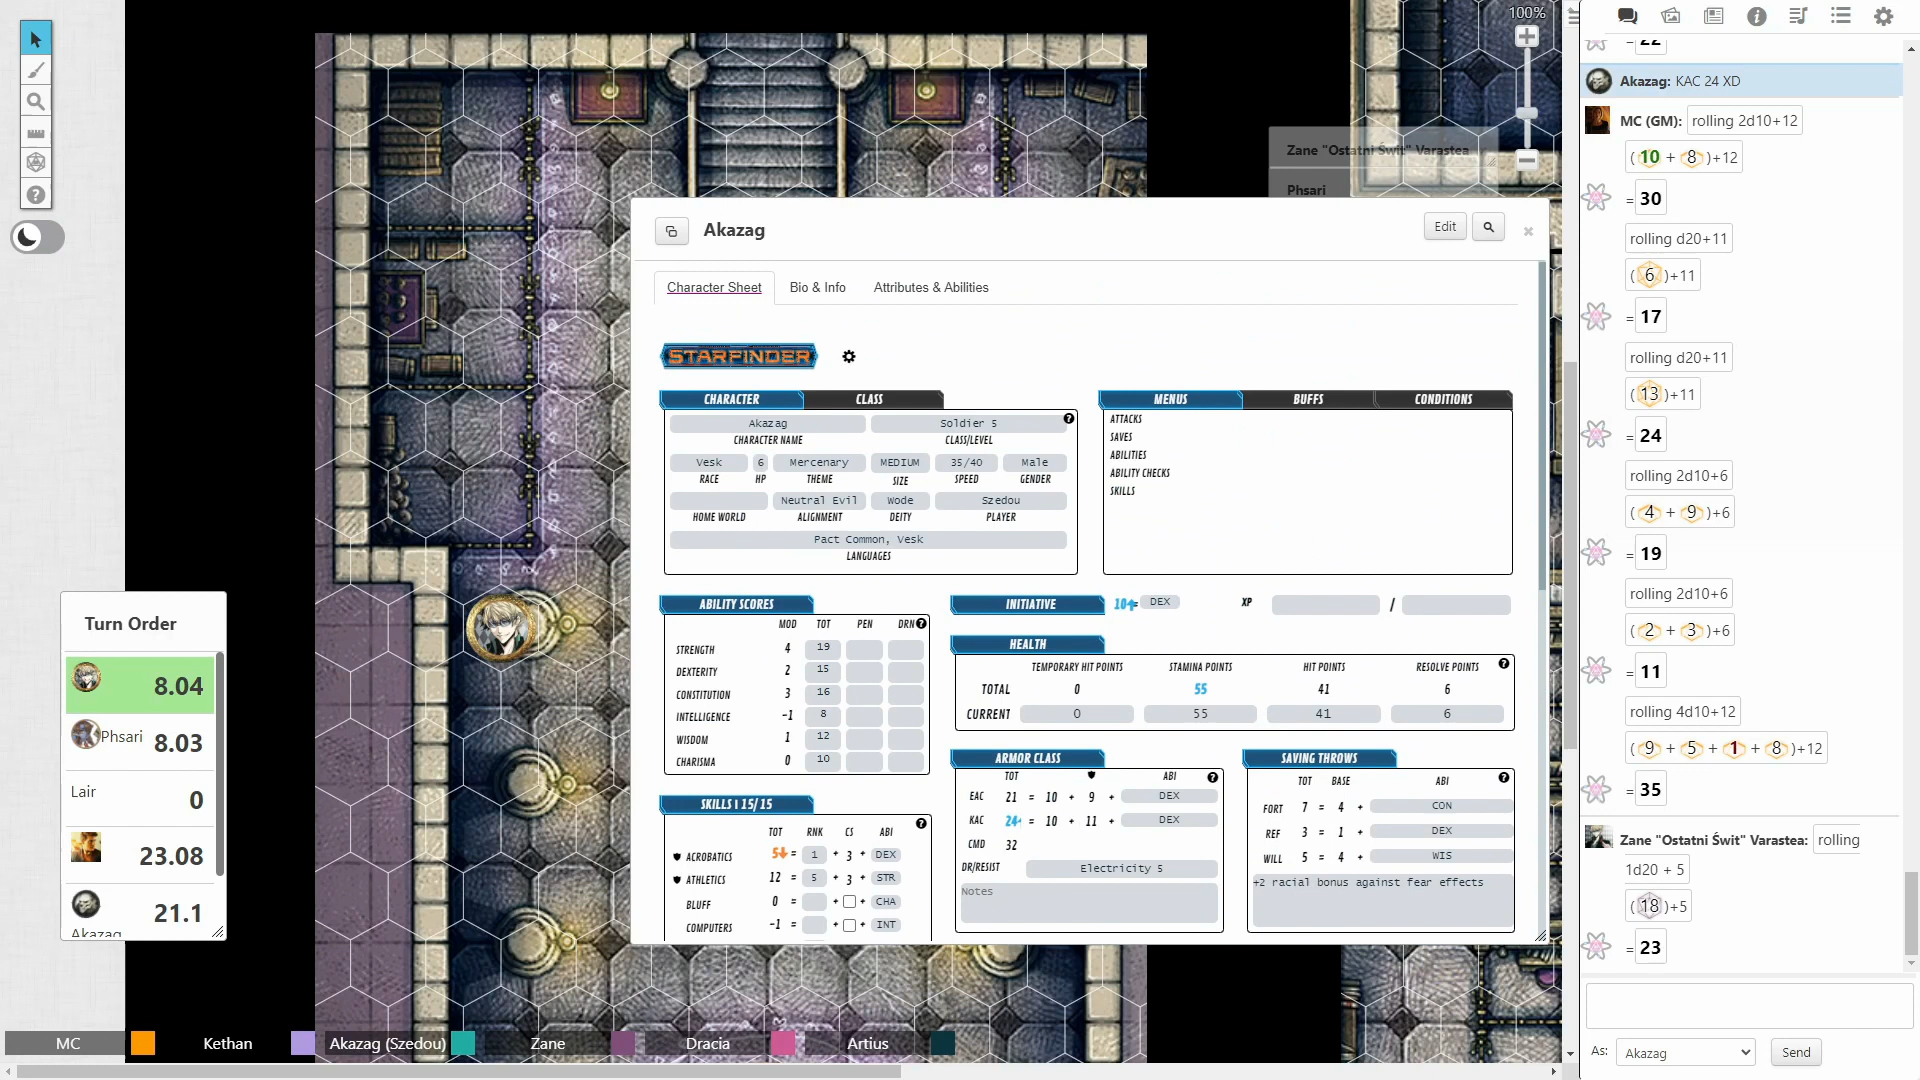 100%
Zane "Ostatni Świt" Varastea
Phsari
Akazag
Edit
Character Sheet
Bio & Info
Attributes & Abilities
STARFINDER
CHARACTER
CLASS
Akazag
Soldier 5
CHARACTER NAME
CLASS/LEVEL
Vesk
6
Mercenary
MEDIUM
35/40
Male
RACE
HP
THEME
SIZE
SPEED
GENDER
Neutral Evil
Wode
Szedou
HOME WORLD
ALIGNMENT
DEITY
PLAYER
Pact Common, Vesk
LANGUAGES
MENUS
BUFFS
CONDITIONS
ATTACKS
SAVES
ABILITIES
ABILITY CHECKS
SKILLS
ABILITY SCORES
MOD TOT PEN DRN
STRENGTH 4 19
DEXTERITY 2 15
CONSTITUTION 3 16
INTELLIGENCE -1 8
WISDOM 1 12
CHARISMA 0 10
SKILLS | 15/15
TOT RNK CS ABI
ACROBATICS 5 = 1 + 3 + DEX
ATHLETICS 12 = 5 + 3 + STR
BLUFF 0 = + + CHA
COMPUTERS -1 = + + INT
INITIATIVE
10 = DEX
XP
/
HEALTH
TEMPORARY HIT POINTS STAMINA POINTS HIT POINTS RESOLVE POINTS
TOTAL 0 55 41 6
CURRENT 0 55 41 6
ARMOR CLASS
TOT ABI
EAC 21 = 10 + 9 + DEX
KAC 24 = 10 + 11 + DEX
CMD 32
DR/RESIST Electricity 5
Notes
SAVING THROWS
TOT BASE ABI
FORT 7 = 4 + CON
REF 3 = 1 + DEX
WILL 5 = 4 + WIS
+2 racial bonus against fear effects
Turn Order
8.04
Phsari 8.03
Lair 0
23.08
21.1
Akazag
MC
Kethan
Akazag (Szedou)
Zane
Dracia
Artius
= 22
Akazag: KAC 24 XD
MC (GM): rolling 2d10+12
(10 + 8)+12
= 30
rolling d20+11
(6)+11
= 17
rolling d20+11
(13)+11
= 24
rolling 2d10+6
(4 + 9)+6
= 19
rolling 2d10+6
(2 + 3)+6
= 11
rolling 4d10+12
(9 + 5 + 1 + 8)+12
= 35
Zane "Ostatni Świt" Varastea: rolling
1d20 + 5
(18)+5
= 23
As: Akazag
Send